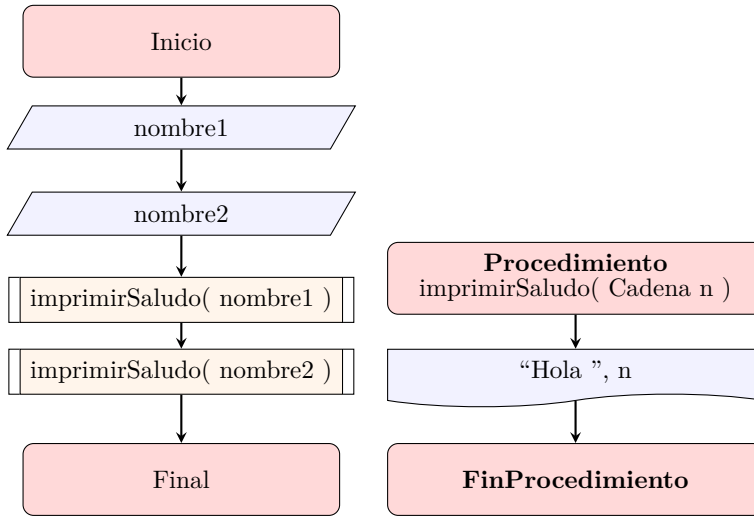 Inicio
nombre1
nombre2
imprimirSaludo( nombre1 )
imprimirSaludo( nombre2 )
Final
Procedimiento
imprimirSaludo( Cadena n )
“Hola ”, n
FinProcedimiento